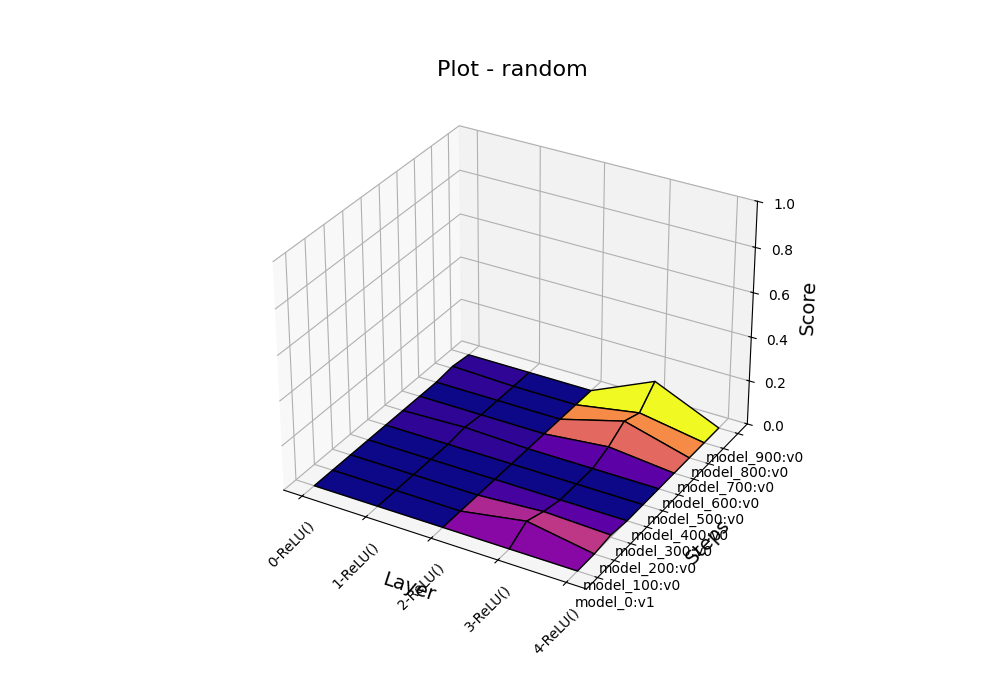 Plot - random
1.0
0.8
0.6
0.4
0.2
0.0
Score
model_900:v0
model_800:v0
model_700:v0
model_600:v0
model_500:v0
model_400:v0
model_300:v0
model_200:v0
model_100:v0
model_0:v1
Steps
0-ReLU()
1-ReLU()
2-ReLU()
3-ReLU()
4-ReLU()
Layer